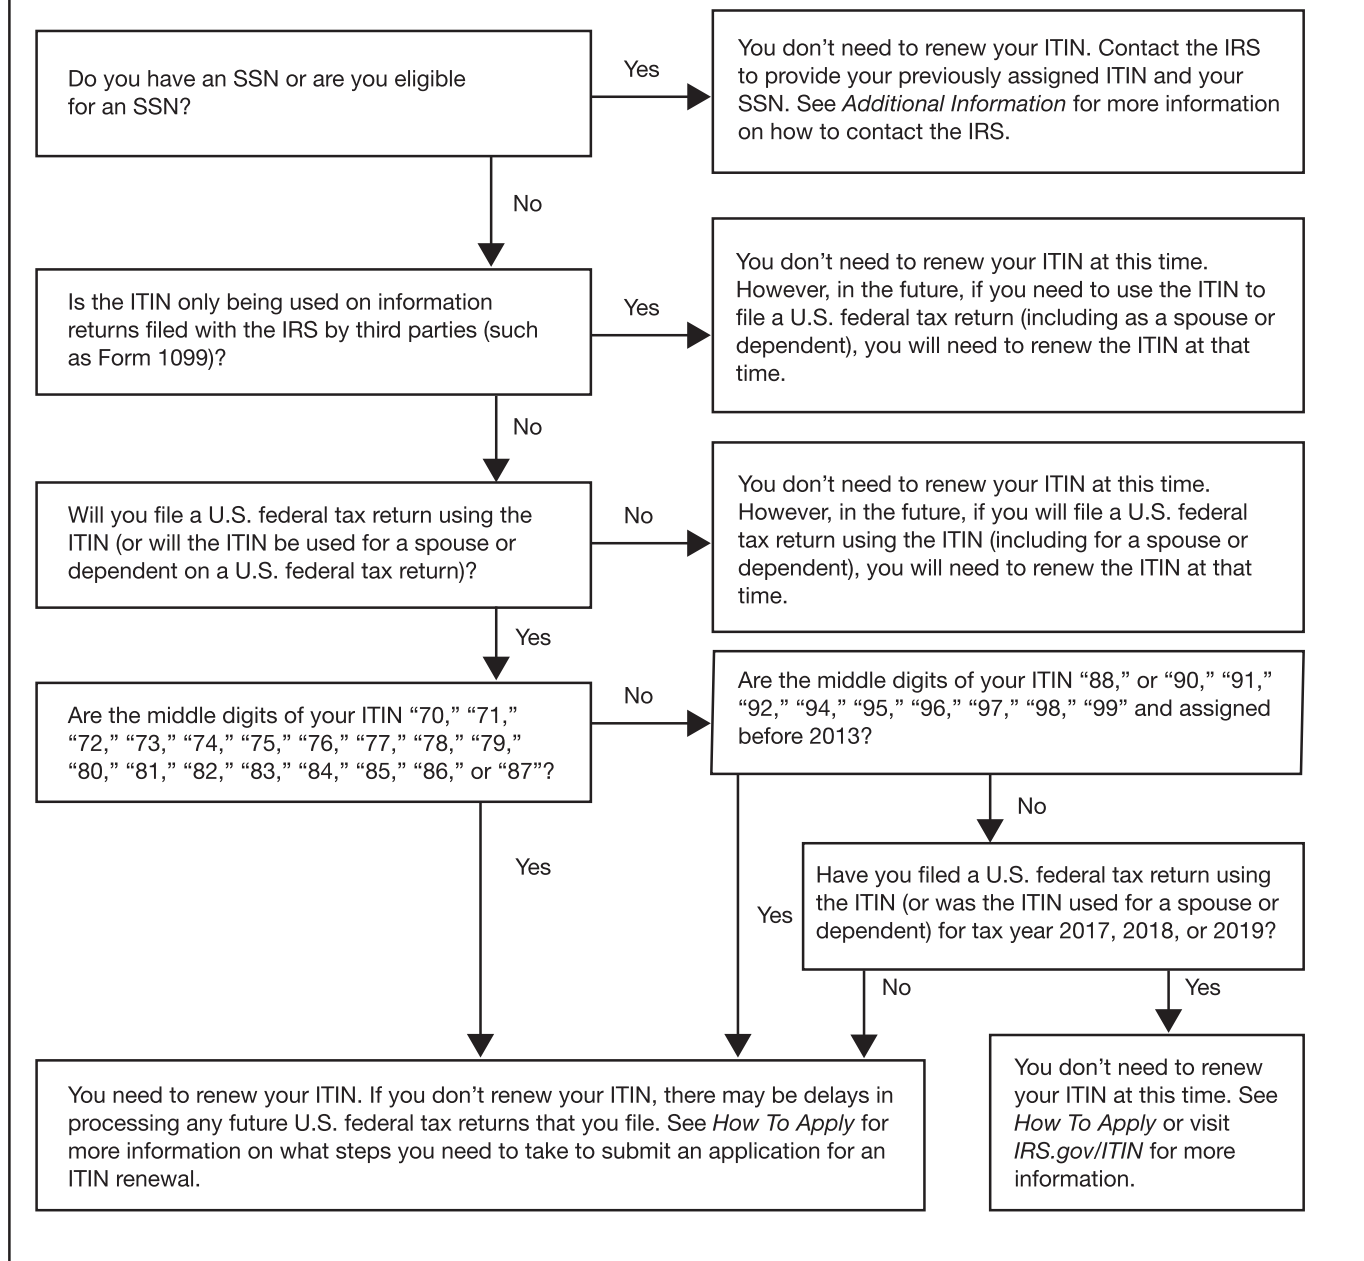 Do you have an SSN or are you eligible
for an SSN?
Yes
You don’t need to renew your ITIN. Contact the IRS
to provide your previously assigned ITIN and your
SSN. See Additional Information for more information
on how to contact the IRS.
No
Is the ITIN only being used on information
returns filed with the IRS by third parties (such
as Form 1099)?
Yes
You don’t need to renew your ITIN at this time.
However, in the future, if you need to use the ITIN to
file a U.S. federal tax return (including as a spouse or
dependent), you will need to renew the ITIN at that
time.
No
Will you file a U.S. federal tax return using the
ITIN (or will the ITIN be used for a spouse or
dependent on a U.S. federal tax return)?
No
You don’t need to renew your ITIN at this time.
However, in the future, if you will file a U.S. federal
tax return using the ITIN (including for a spouse or
dependent), you will need to renew the ITIN at that
time.
Yes
Are the middle digits of your ITIN “70,” “71,”
“72,” “73,” “74,” “75,” “76,” “77,” “78,” “79,”
“80,” “81,” “82,” “83,” “84,” “85,” “86,” or “87”?
No
Are the middle digits of your ITIN “88,” or “90,” “91,”
“92,” “94,” “95,” “96,” “97,” “98,” “99” and assigned
before 2013?
Yes
Yes
No
Have you filed a U.S. federal tax return using
the ITIN (or was the ITIN used for a spouse or
dependent) for tax year 2017, 2018, or 2019?
No
Yes
You need to renew your ITIN. If you don’t renew your ITIN, there may be delays in
processing any future U.S. federal tax returns that you file. See How To Apply for
more information on what steps you need to take to submit an application for an
ITIN renewal.
You don’t need to renew
your ITIN at this time. See
How To Apply or visit
IRS.gov/ITIN for more
information.